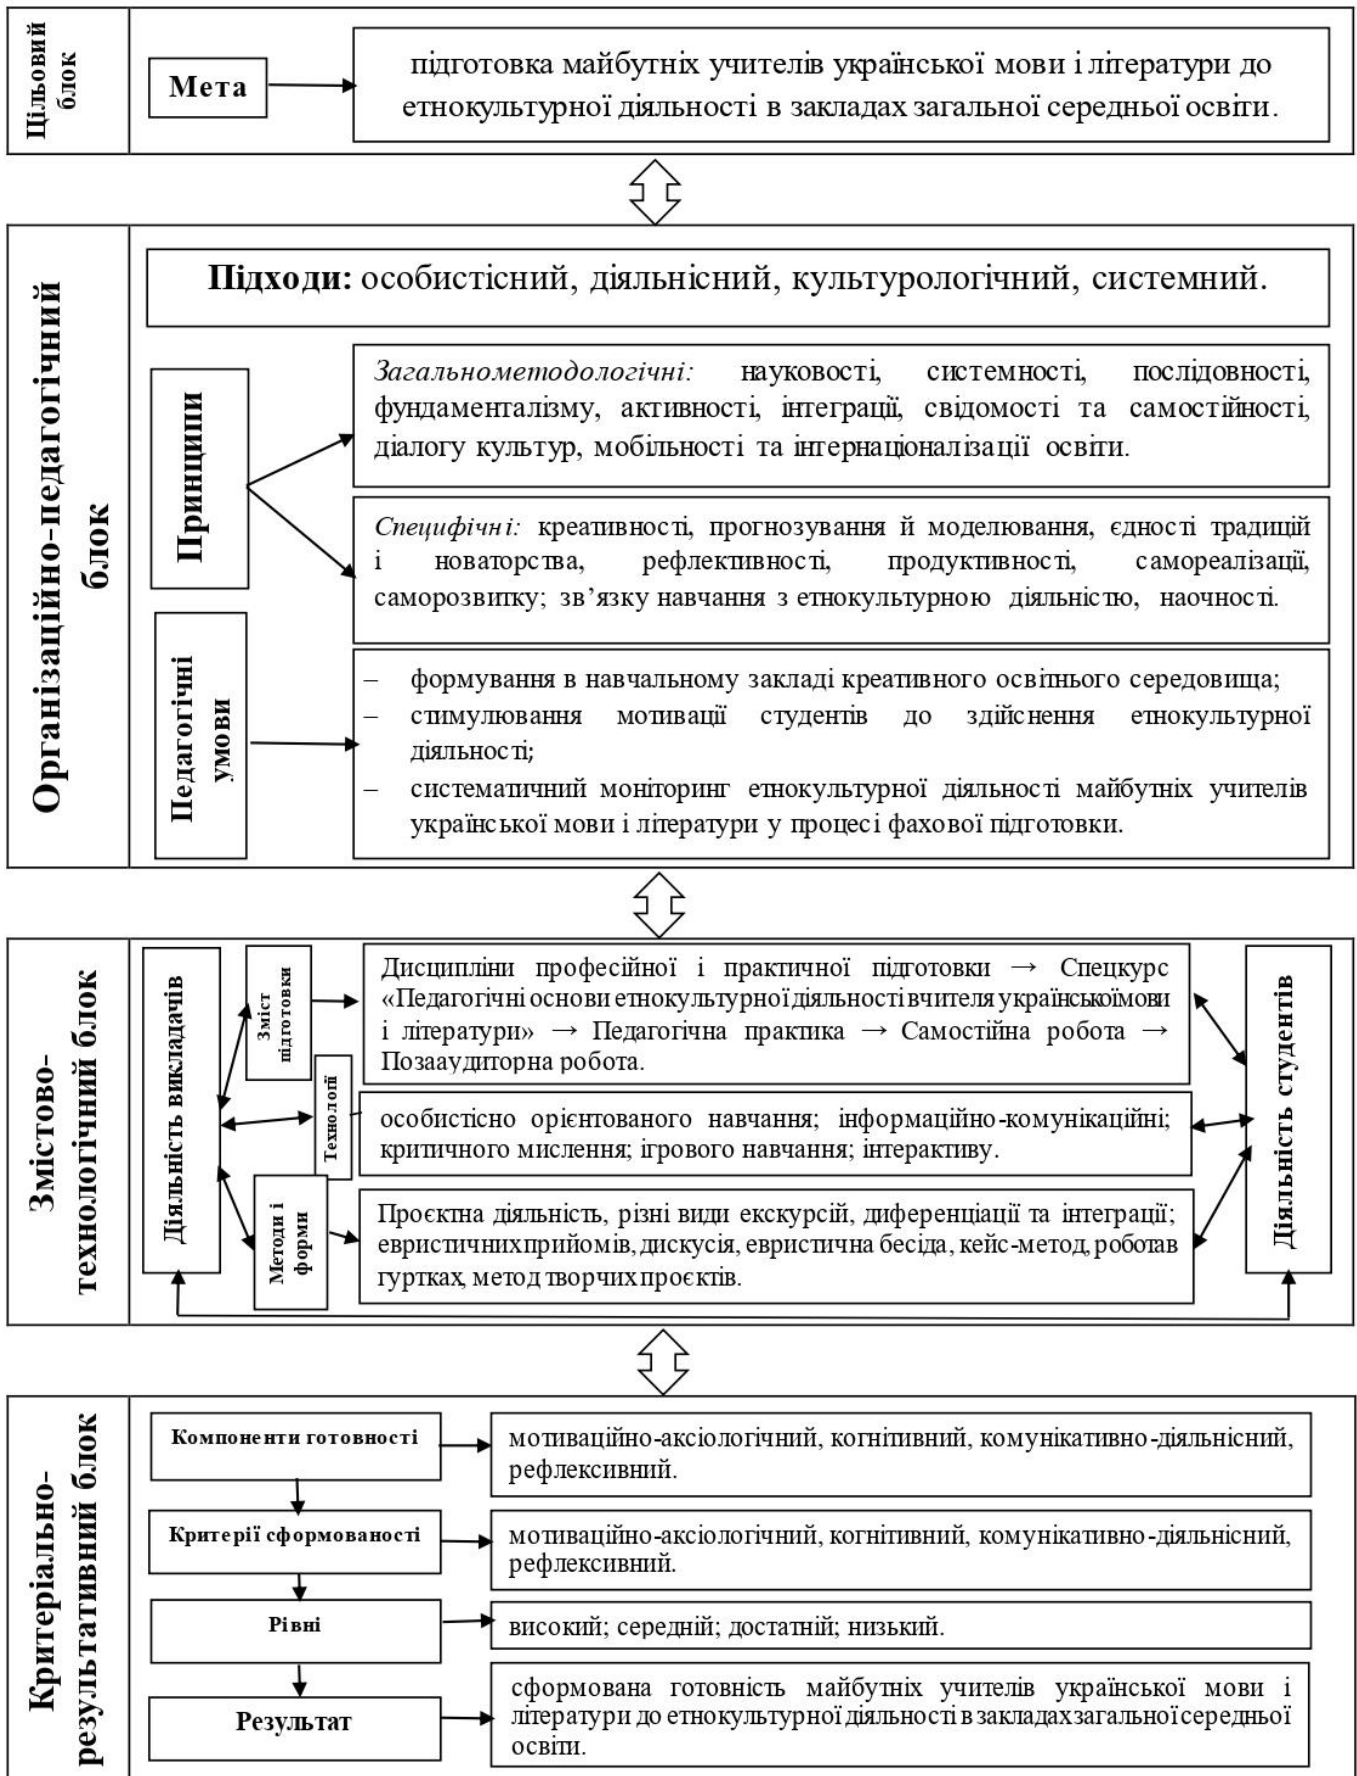 Цільовий
блок
Мета
підготовка майбутніх учителів української мови і літератури до
етнокультурної діяльності в закладах загальної середньої освіти.
Організаційно-педагогічний
блок
Підходи: особистісний, діяльнісний, культурологічний, системний.
Принципи
Загальнометодологічні: науковості, системності, послідовності,
фундаменталізму, активності, інтеграції, свідомості та самостійності,
діалогу культур, мобільності та інтернаціоналізації освіти.
Специфічні: креативності, прогнозування й моделювання, єдності традицій
і новаторства, рефлективності, продуктивності, самореалізації,
саморозвитку; зв’язку навчання з етнокультурною діяльністю, наочності.
Педагогічні
умови
– формування в навчальному закладі креативного освітнього середовища;
– стимулювання мотивації студентів до здійснення етнокультурної
діяльності;
– систематичний моніторинг етнокультурної діяльності майбутніх учителів
української мови і літератури у процесі фахової підготовки.
Змістово-
технологічний блок
Діяльність викладачів
Зміст
підготовки
Дисципліни професійної і практичної підготовки → Спецкурс
«Педагогічні основи етнокультурної діяльності вчителя української мови
і літератури» → Педагогічна практика → Самостійна робота →
Позааудиторна робота.
Технології
особистісно орієнтованого навчання; інформаційно-комунікаційні;
критичного мислення; ігрового навчання; інтерактиву.
Методи і
форми
Проєктна діяльність, різні види екскурсій, диференціації та інтеграції;
евристичних прийомів, дискусія, евристична бесіда, кейс-метод, робота в
гуртках, метод творчих проєктів.
Діяльність студентів
Критеріально-
результативний блок
Компоненти готовності
мотиваційно-аксіологічний, когнітивний, комунікативно-діяльнісний,
рефлексивний.
Критерії сформованості
мотиваційно-аксіологічний, когнітивний, комунікативно-діяльнісний,
рефлексивний.
Рівні
високий; середній; достатній; низький.
Результат
сформована готовність майбутніх учителів української мови і
літератури до етнокультурної діяльності в закладах загальної середньої
освіти.